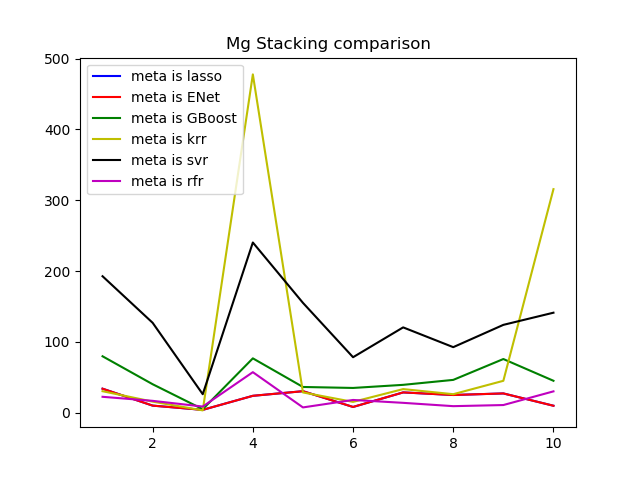 Mg Stacking comparison
500
400
300
200
100
0
2
4
6
8
10
meta is lasso
meta is ENet
meta is GBoost
meta is krr
meta is svr
meta is rfr